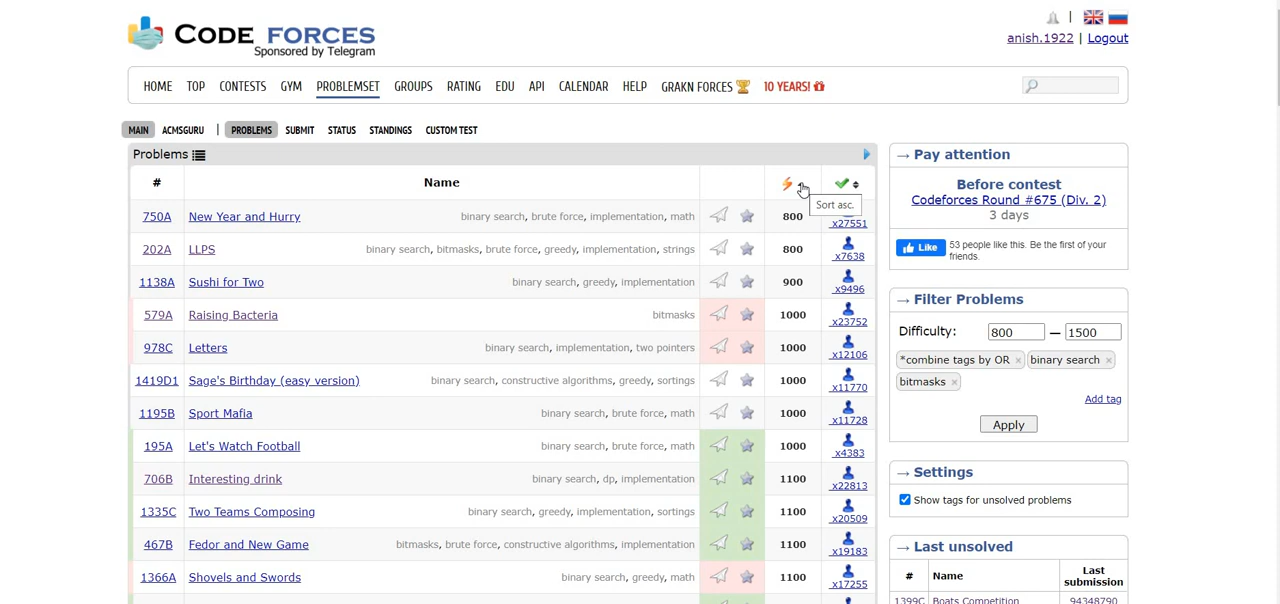 CODE FORCES
Sponsored by Telegram
|
anish.1922 | Logout
HOME TOP CONTESTS GYM PROBLEMSET GROUPS RATING EDU API CALENDAR HELP GRAKN FORCES 10 YEARS!
MAIN ACMSGURU | PROBLEMS SUBMIT STATUS STANDINGS CUSTOM TEST
Problems
# Name
Sort asc.
750A New Year and Hurry binary search, brute force, implementation, math 800 x27551
202A LLPS binary search, bitmasks, brute force, greedy, implementation, strings 800 x7638
1138A Sushi for Two binary search, greedy, implementation 900 x9496
579A Raising Bacteria bitmasks 1000 x23752
978C Letters binary search, implementation, two pointers 1000 x12106
1419D1 Sage's Birthday (easy version) binary search, constructive algorithms, greedy, sortings 1000 x11770
1195B Sport Mafia binary search, brute force, math 1000 x11728
195A Let's Watch Football binary search, brute force, math 1000 x4383
706B Interesting drink binary search, dp, implementation 1100 x22813
1335C Two Teams Composing binary search, greedy, implementation, sortings 1100 x20509
467B Fedor and New Game bitmasks, brute force, constructive algorithms, implementation 1100 x19183
1366A Shovels and Swords binary search, greedy, math 1100 x17255
→ Pay attention
Before contest
Codeforces Round #675 (Div. 2)
3 days
Like 53 people like this. Be the first of your
friends.
→ Filter Problems
Difficulty: 800 — 1500
*combine tags by OR × binary search ×
bitmasks ×
Add tag
Apply
→ Settings
Show tags for unsolved problems
→ Last unsolved
# Name Last
submission
1399C Boats Competition 94348790